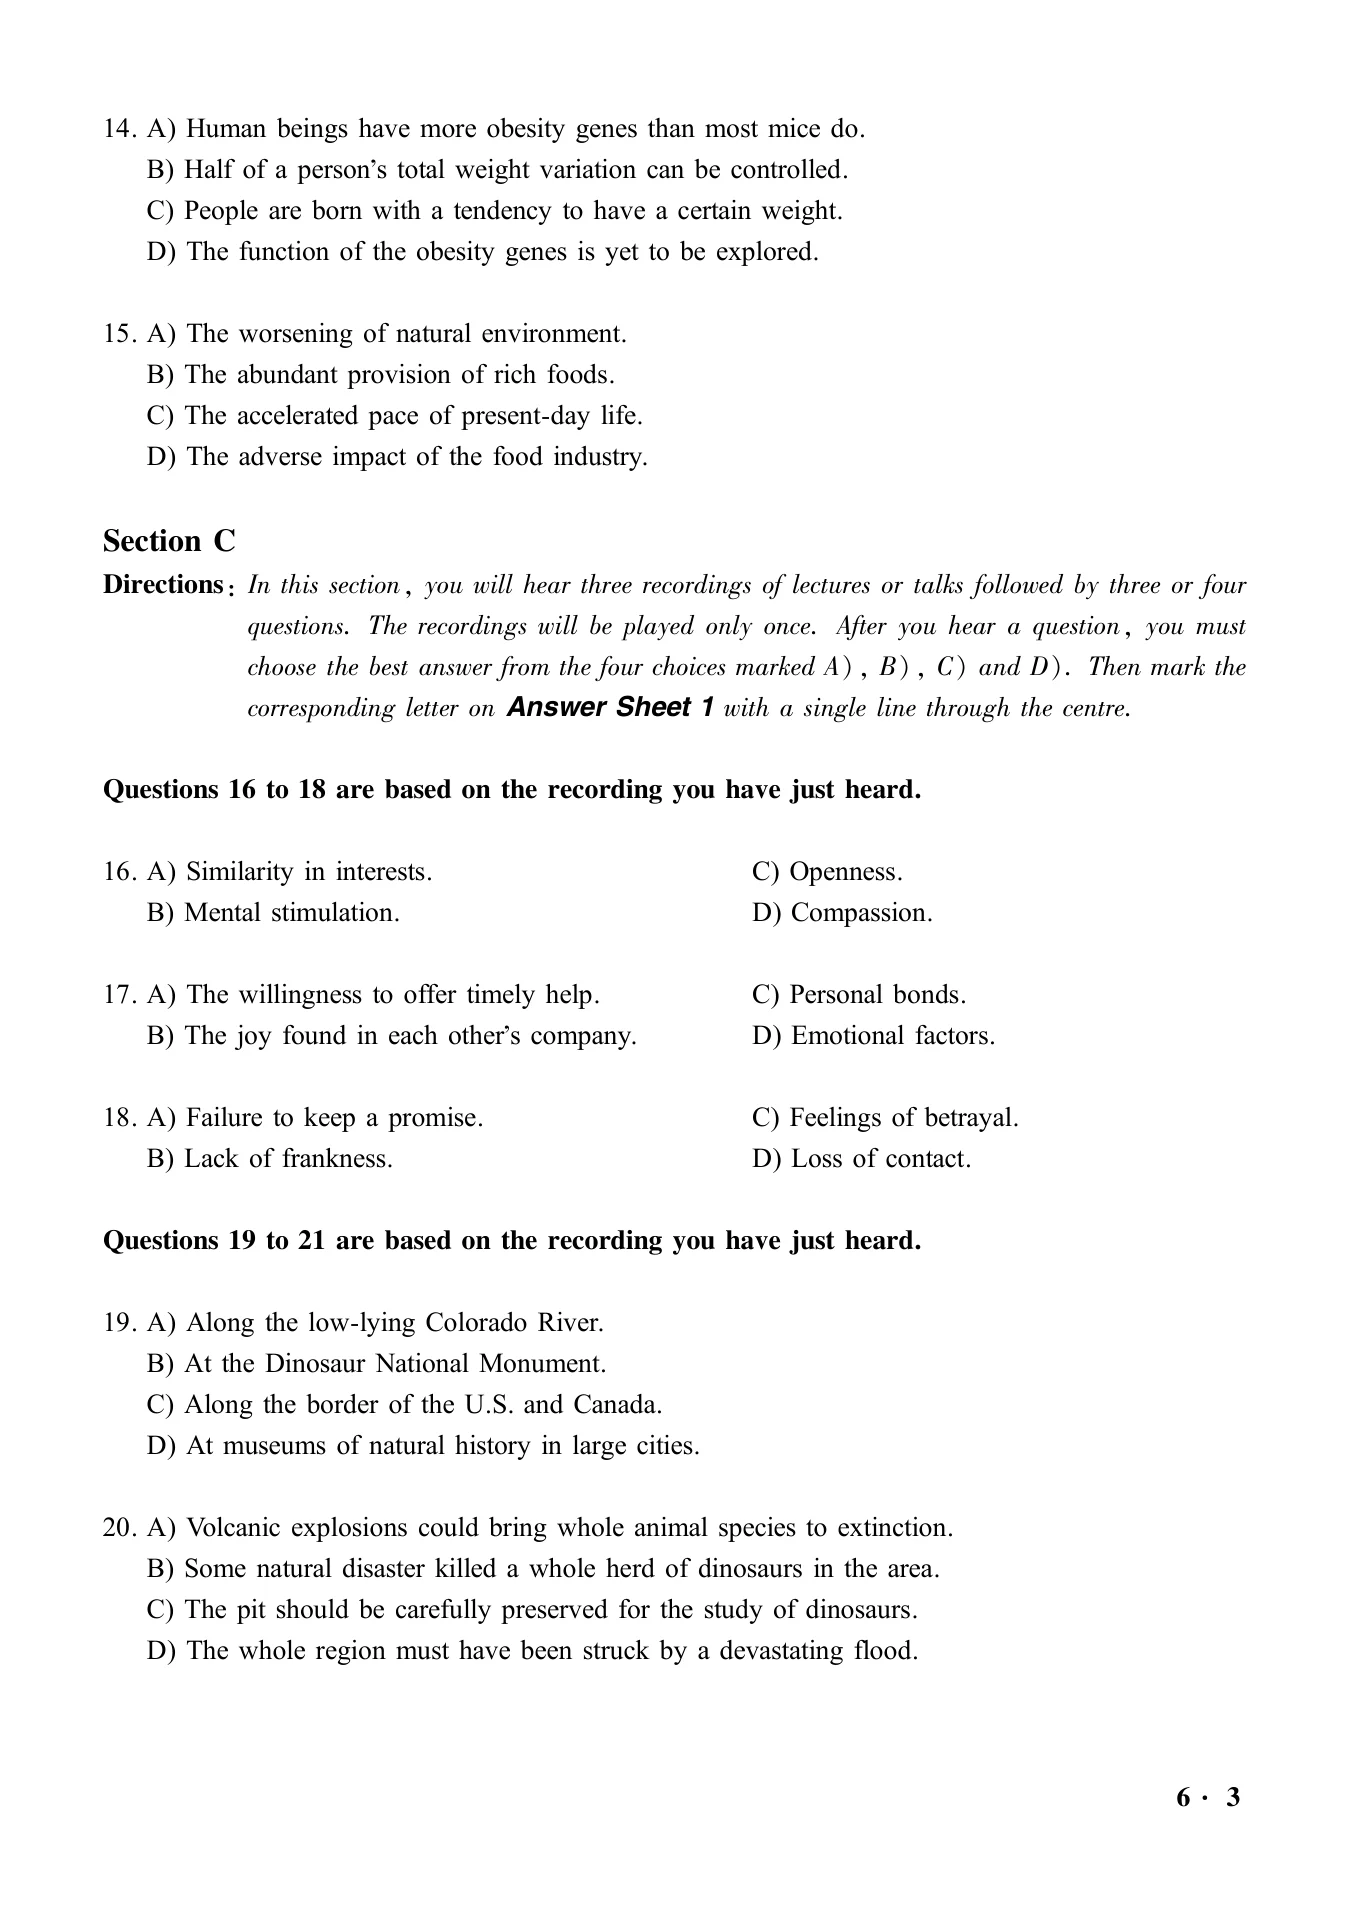 14. A) Human beings have more obesity genes than most mice do.
B) Half of a person's total weight variation can be controlled.
C) People are born with a tendency to have a certain weight.
D) The function of the obesity genes is yet to be explored.
15. A) The worsening of natural environment.
B) The abundant provision of rich foods.
C) The accelerated pace of present-day life.
D) The adverse impact of the food industry.
Section C
Directions: In this section, you will hear three recordings of lectures or talks followed by three or four
questions. The recordings will be played only once. After you hear a question, you must
choose the best answer from the four choices marked A), B), C) and D). Then mark the
corresponding letter on Answer Sheet 1 with a single line through the centre.
Questions 16 to 18 are based on the recording you have just heard.
16. A) Similarity in interests. C) Openness.
B) Mental stimulation. D) Compassion.
17. A) The willingness to offer timely help. C) Personal bonds.
B) The joy found in each other's company. D) Emotional factors.
18. A) Failure to keep a promise. C) Feelings of betrayal.
B) Lack of frankness. D) Loss of contact.
Questions 19 to 21 are based on the recording you have just heard.
19. A) Along the low-lying Colorado River.
B) At the Dinosaur National Monument.
C) Along the border of the U.S. and Canada.
D) At museums of natural history in large cities.
20. A) Volcanic explosions could bring whole animal species to extinction.
B) Some natural disaster killed a whole herd of dinosaurs in the area.
C) The pit should be carefully preserved for the study of dinosaurs.
D) The whole region must have been struck by a devastating flood.
6 · 3